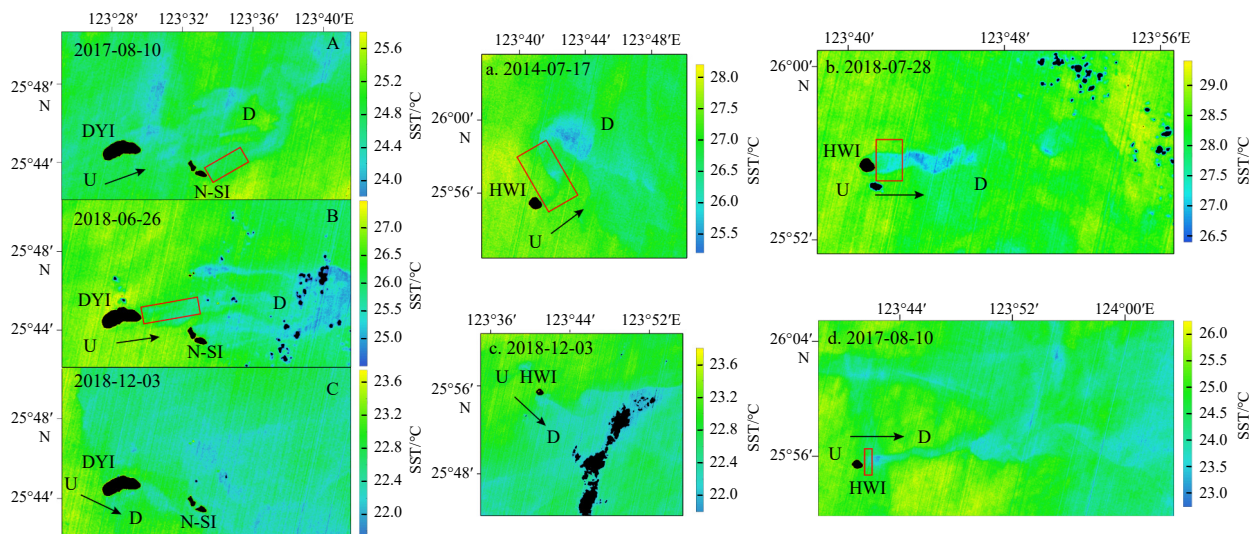 123°28′ 123°32′ 123°36′ 123°40′E
2017-08-10 A
25°48′
N
25°44′
DYI
D
U
N-SI
25.6
25.2
24.8
24.4
24.0
SST/°C
2018-06-26 B
25°48′
N
25°44′
DYI
D
U
N-SI
27.0
26.5
26.0
25.5
25.0
SST/°C
2018-12-03 C
25°48′
N
25°44′
DYI
U
D
N-SI
23.6
23.2
22.8
22.4
22.0
SST/°C
123°40′ 123°44′ 123°48′E
a. 2014-07-17
26°00′
N
25°56′
D
HWI
U
28.0
27.5
27.0
26.5
26.0
25.5
SST/°C
123°40′ 123°48′ 123°56′E
b. 2018-07-28
26°00′
N
25°52′
HWI
U
D
29.0
28.5
28.0
27.5
27.0
26.5
SST/°C
123°36′ 123°44′ 123°52′E
c. 2018-12-03
25°56′
N
25°48′
U HWI
D
23.6
23.2
22.8
22.4
22.0
SST/°C
123°44′ 123°52′ 124°00′E
d. 2017-08-10
26°04′
N
25°56′
D
U
HWI
26.0
25.5
25.0
24.5
24.0
23.5
23.0
SST/°C